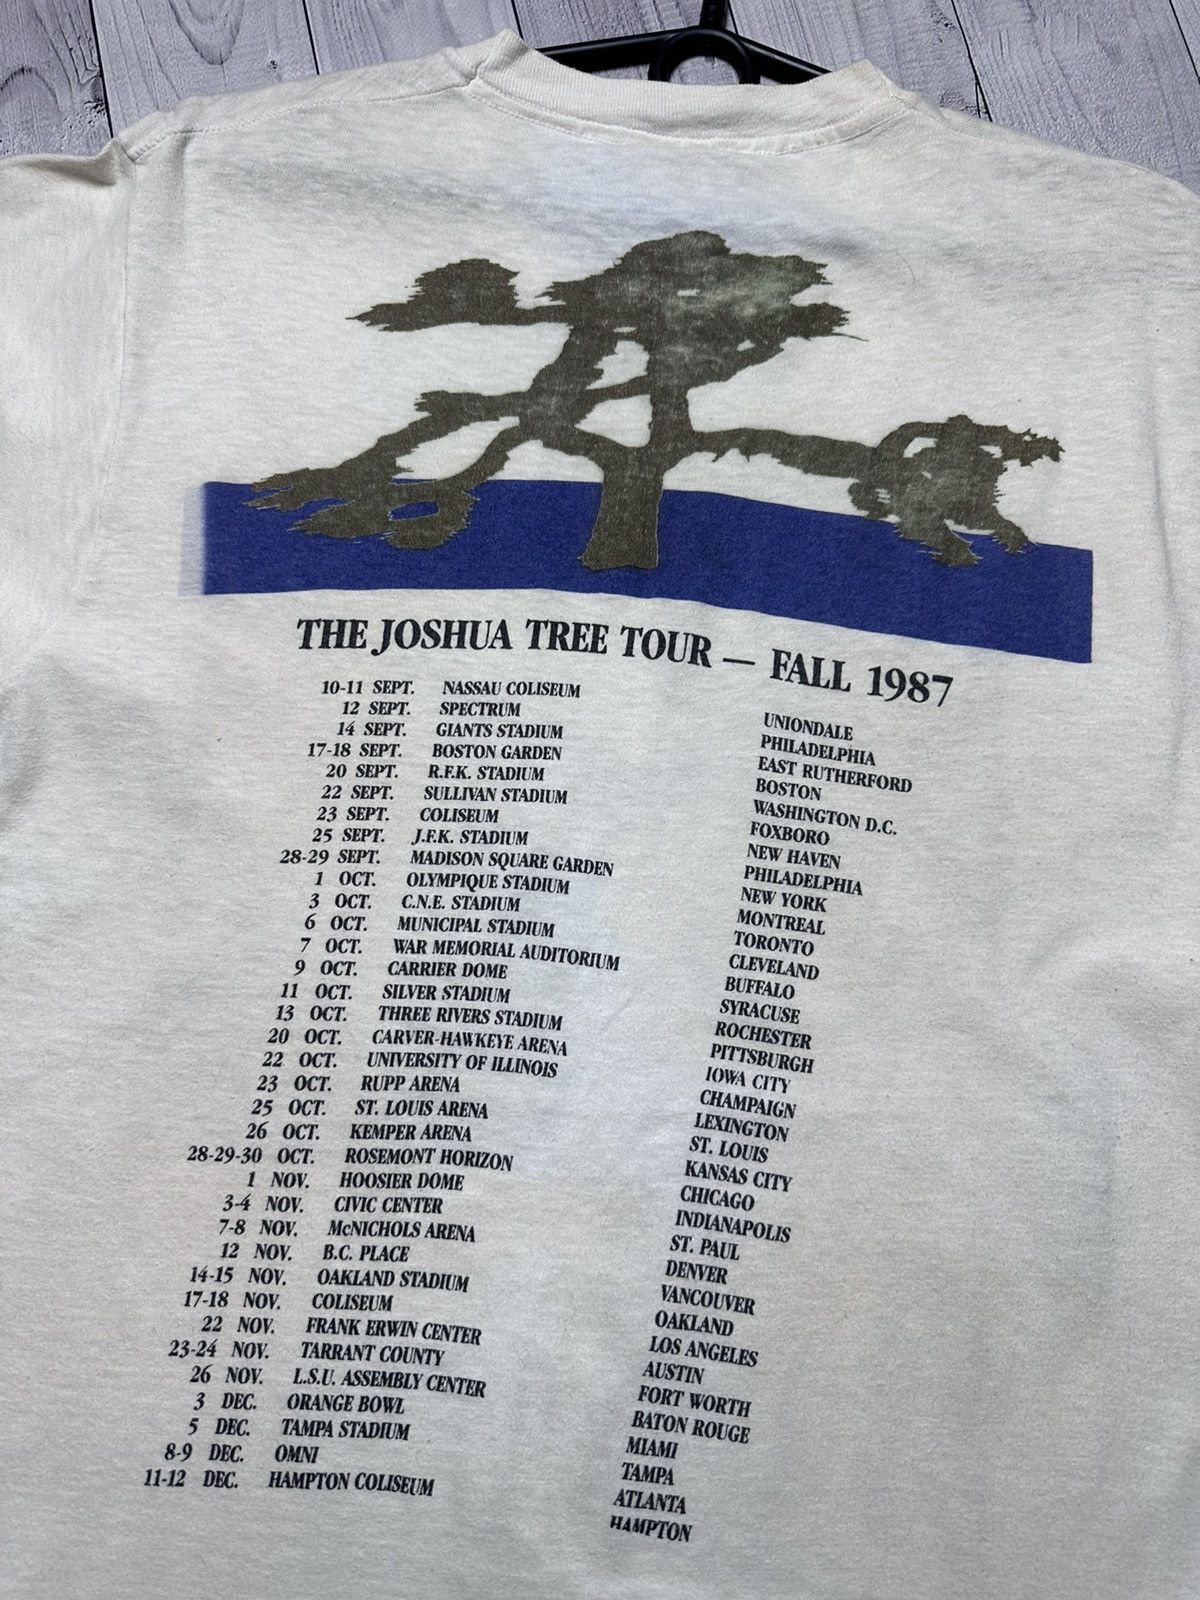 THE JOSHUA TREE TOUR — FALL 1987
10-11 SEPT. NASSAU COLISEUM UNIONDALE
12 SEPT. SPECTRUM PHILADELPHIA
14 SEPT. GIANTS STADIUM EAST RUTHERFORD
17-18 SEPT. BOSTON GARDEN BOSTON
20 SEPT. R.F.K. STADIUM WASHINGTON D.C.
22 SEPT. SULLIVAN STADIUM FOXBORO
23 SEPT. COLISEUM NEW HAVEN
25 SEPT. J.F.K. STADIUM PHILADELPHIA
28-29 SEPT. MADISON SQUARE GARDEN NEW YORK
1 OCT. OLYMPIQUE STADIUM MONTREAL
3 OCT. C.N.E. STADIUM TORONTO
6 OCT. MUNICIPAL STADIUM CLEVELAND
7 OCT. WAR MEMORIAL AUDITORIUM BUFFALO
9 OCT. CARRIER DOME SYRACUSE
11 OCT. SILVER STADIUM ROCHESTER
13 OCT. THREE RIVERS STADIUM PITTSBURGH
20 OCT. CARVER-HAWKEYE ARENA IOWA CITY
22 OCT. UNIVERSITY OF ILLINOIS CHAMPAIGN
23 OCT. RUPP ARENA LEXINGTON
25 OCT. ST. LOUIS ARENA ST. LOUIS
26 OCT. KEMPER ARENA KANSAS CITY
28-29-30 OCT. ROSEMONT HORIZON CHICAGO
1 NOV. HOOSIER DOME INDIANAPOLIS
3-4 NOV. CIVIC CENTER ST. PAUL
7-8 NOV. McNICHOLS ARENA DENVER
12 NOV. B.C. PLACE VANCOUVER
14-15 NOV. OAKLAND STADIUM OAKLAND
17-18 NOV. COLISEUM LOS ANGELES
22 NOV. FRANK ERWIN CENTER AUSTIN
23-24 NOV. TARRANT COUNTY FORT WORTH
26 NOV. L.S.U. ASSEMBLY CENTER BATON ROUGE
3 DEC. ORANGE BOWL MIAMI
5 DEC. TAMPA STADIUM TAMPA
8-9 DEC. OMNI ATLANTA
11-12 DEC. HAMPTON COLISEUM HAMPTON